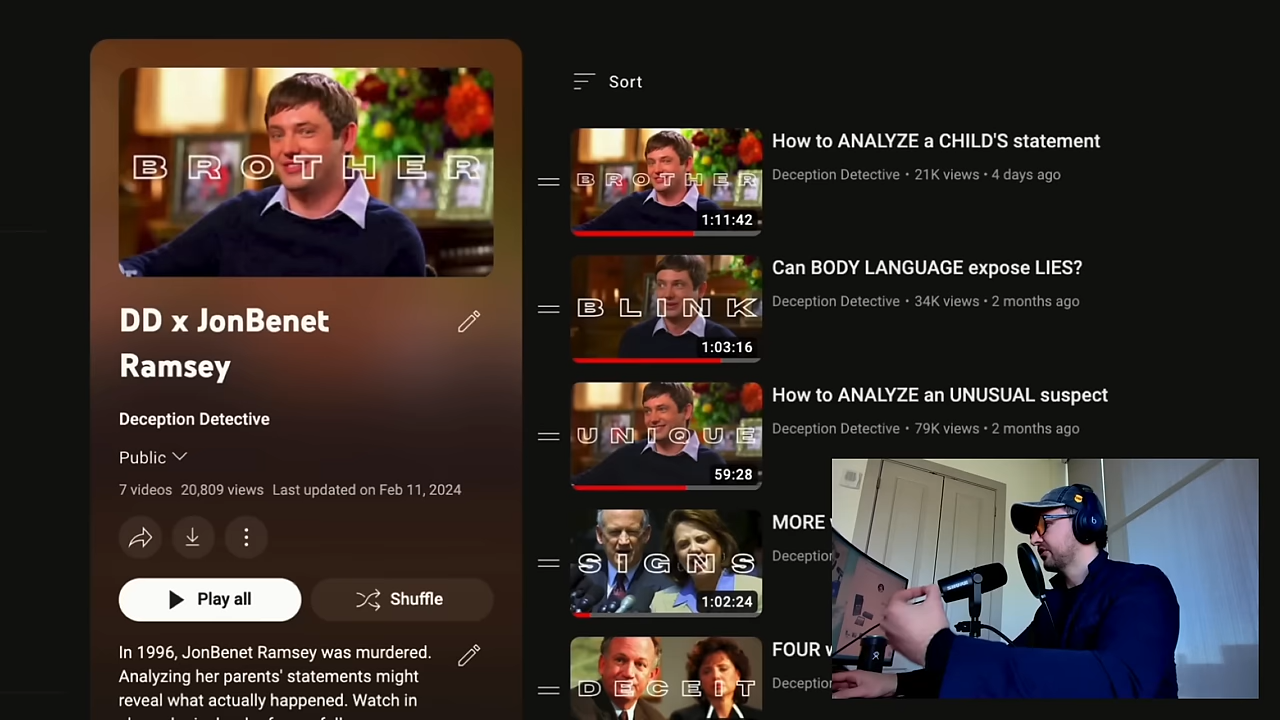 BROTHER
DD x JonBenet
Ramsey
Deception Detective
Public
7 videos 20,809 views Last updated on Feb 11, 2024
Play all
Shuffle
In 1996, JonBenet Ramsey was murdered.
Analyzing her parents' statements might
reveal what actually happened. Watch in
Sort
BROTHER
1:11:42
How to ANALYZE a CHILD'S statement
Deception Detective • 21K views • 4 days ago
BLINK
1:03:16
Can BODY LANGUAGE expose LIES?
Deception Detective • 34K views • 2 months ago
UNIQUE
59:28
How to ANALYZE an UNUSUAL suspect
Deception Detective • 79K views • 2 months ago
SIGNS
1:02:24
MORE
DECEIT
FOUR